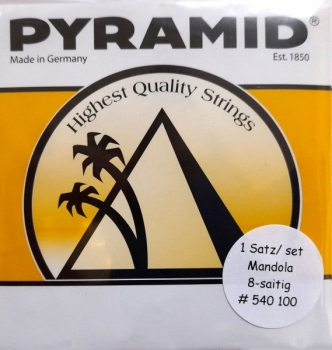 PYRAMID®
Made in Germany
Est. 1850
Highest Quality Strings
1 Satz/ set
Mandola
8-saitig
# 540 100